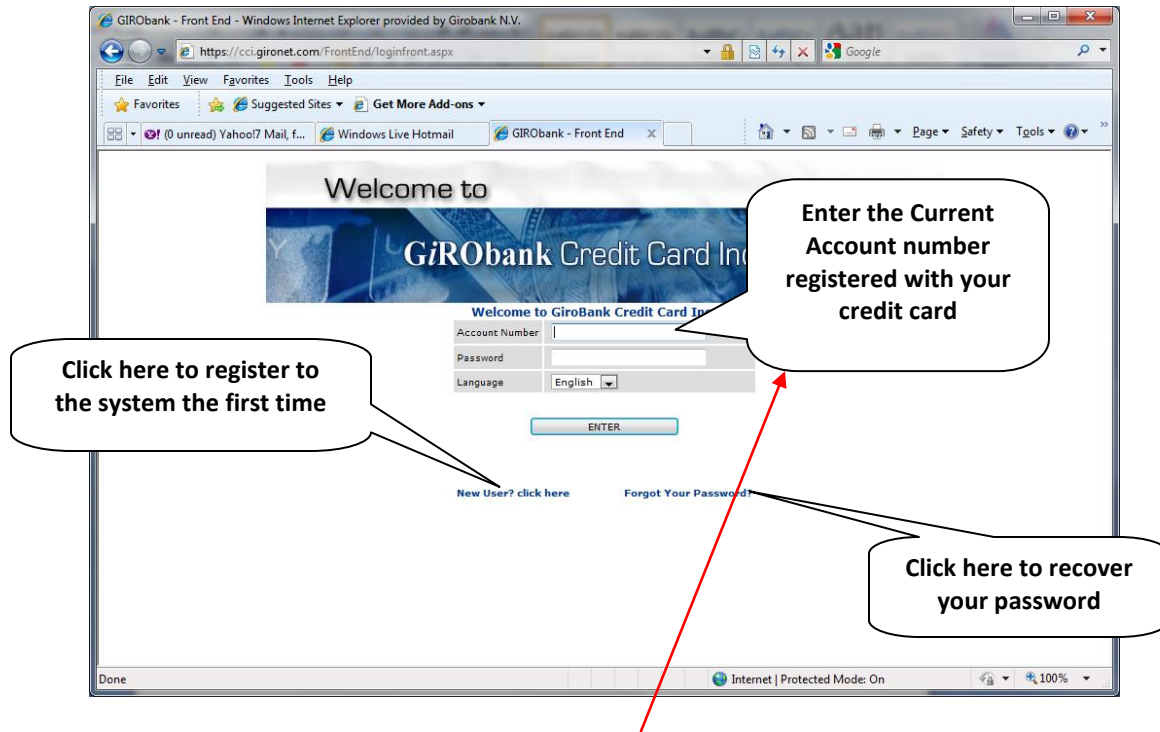 GIRObank - Front End - Windows Internet Explorer provided by Girobank N.V.
https://cci.gironet.com/FrontEnd/loginfront.aspx
Google
File Edit View Favorites Tools Help
Favorites Suggested Sites Get More Add-ons
(0 unread) Yahoo!7 Mail, f... Windows Live Hotmail GIRObank - Front End X Page Safety Tools »
Welcome to
GiRObank Credit Card
Welcome to GiroBank Credit Card
Enter the Current
Account number
registered with your
credit card
Account Number
Password
Language English
ENTER
Click here to register to
the system the first time
New User? click here Forgot Your Password?
Click here to recover
your password
Done Internet | Protected Mode: On 100%